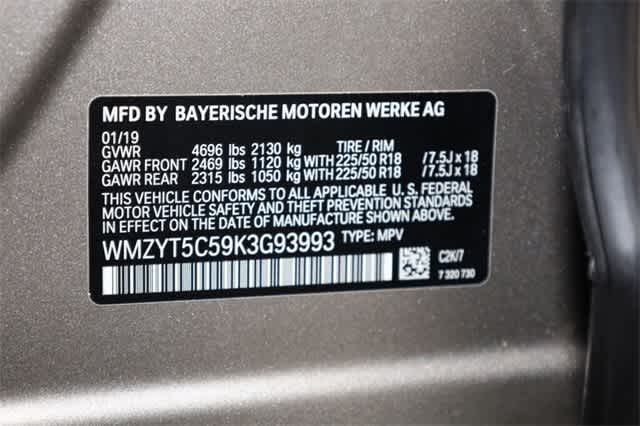 MFD BY BAYERISCHE MOTOREN WERKE AG
01/19
GVWR 4696 lbs 2130 kg TIRE / RIM
GAWR FRONT 2469 lbs 1120 kg WITH 225/50 R18 /7.5J x 18
GAWR REAR 2315 lbs 1050 kg WITH 225/50 R18 /7.5J x 18
THIS VEHICLE CONFORMS TO ALL APPLICABLE U.S. FEDERAL
MOTOR VEHICLE SAFETY AND THEFT PREVENTION STANDARDS
IN EFFECT ON THE DATE OF MANUFACTURE SHOWN ABOVE.
WMZYT5C59K3G93993 TYPE: MPV
C2K/7
7 320 730